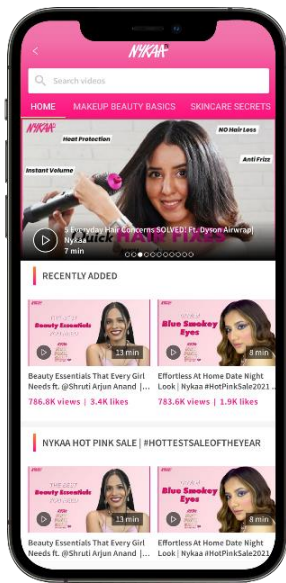 NYKAA
Search videos
HOME MAKEUP BEAUTY BASICS SKINCARE SECRETS
NYKAA
NO Hair Loss
Heat Protection
Anti Frizz
Instant Volume
5 Everyday Hair Concerns SOLVED! Ft. Dyson Airwrap|
Nykaa
Quick HAIR FIXES
7 min
RECENTLY ADDED
Beauty Essentials
13 min
Blue Smokey
Eyes
8 min
Beauty Essentials That Every Girl
Needs ft. @Shruti Arjun Anand |...
786.8K views | 3.4K likes
Effortless At Home Date Night
Look | Nykaa #HotPinkSale2021 ..
783.6K views | 1.9K likes
NYKAA HOT PINK SALE | #HOTTESTSALEOFTHEYEAR
THE BEST
Beauty Essentials
13 min
Blue Smokey
Eyes
8 min
Beauty Essentials That Every Girl
Needs ft. @Shruti Arjun Anand |...
Effortless At Home Date Night
Look | Nykaa #HotPinkSale2021 ..